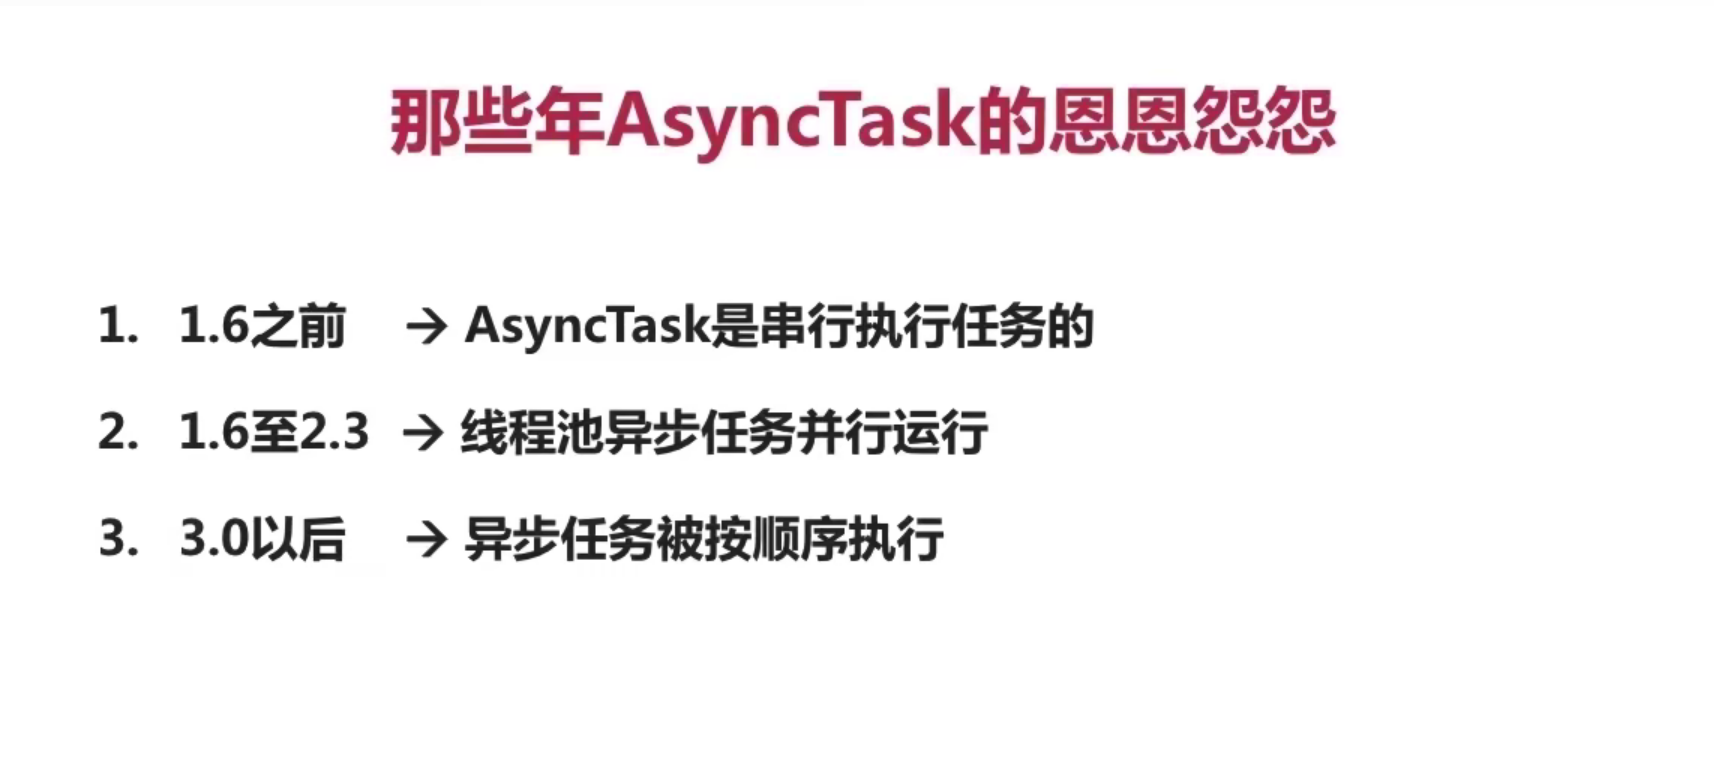 那些年AsyncTask的恩恩怨怨
1. 1.6之前 → AsyncTask是串行执行任务的
2. 1.6至2.3 → 线程池异步任务并行运行
3. 3.0以后 → 异步任务被按顺序执行